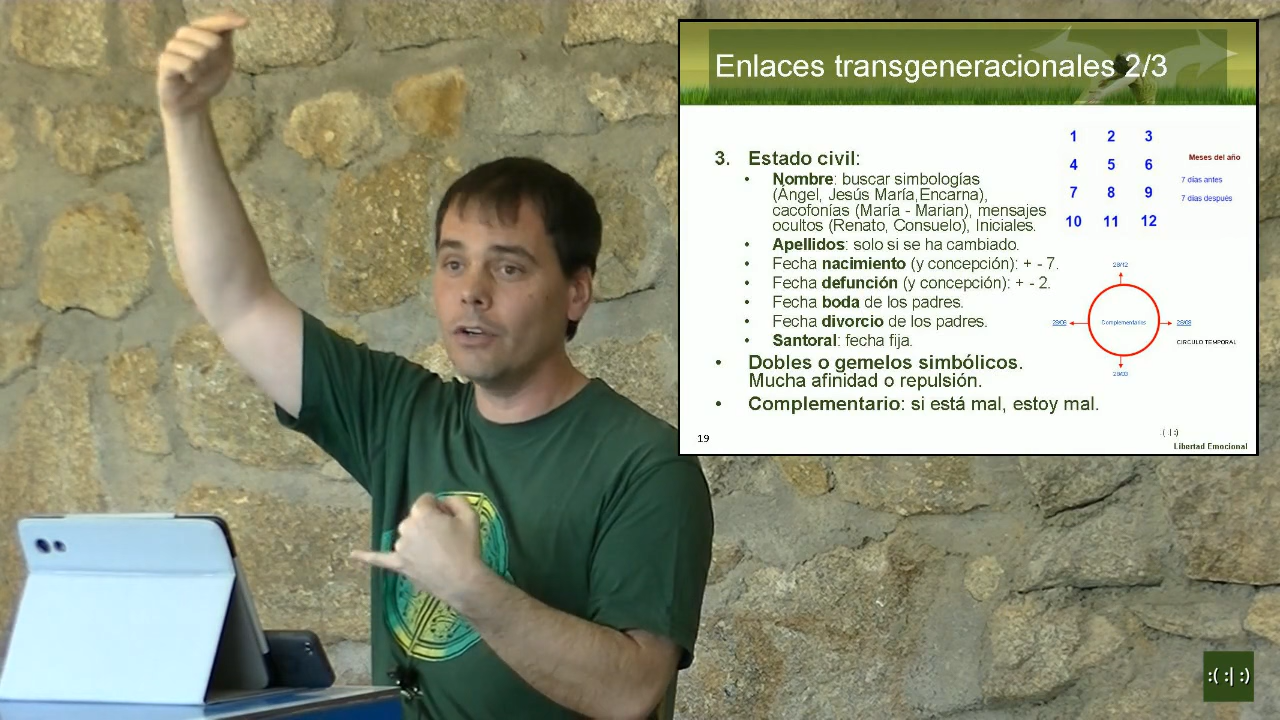 Enlaces transgeneracionales 2/3
3. Estado civil:
• Nombre: buscar simbologías
(Ángel, Jesús María,Encarna),
cacofonías (María - Marian), mensajes
ocultos (Renato, Consuelo), Iniciales.
• Apellidos: solo si se ha cambiado.
• Fecha nacimiento (y concepción): + - 7.
• Fecha defunción (y concepción): + - 2.
• Fecha boda de los padres.
• Fecha divorcio de los padres.
• Santoral: fecha fija.
• Dobles o gemelos simbólicos.
Mucha afinidad o repulsión.
• Complementario: si está mal, estoy mal.
1 2 3
4 5 6
7 8 9
10 11 12
Meses del año
7 días antes
7 días después
28/12
Complementarios
28/09
CIRCULO TEMPORAL
19
:( :| :)
Libertad Emocional
:( :| :)